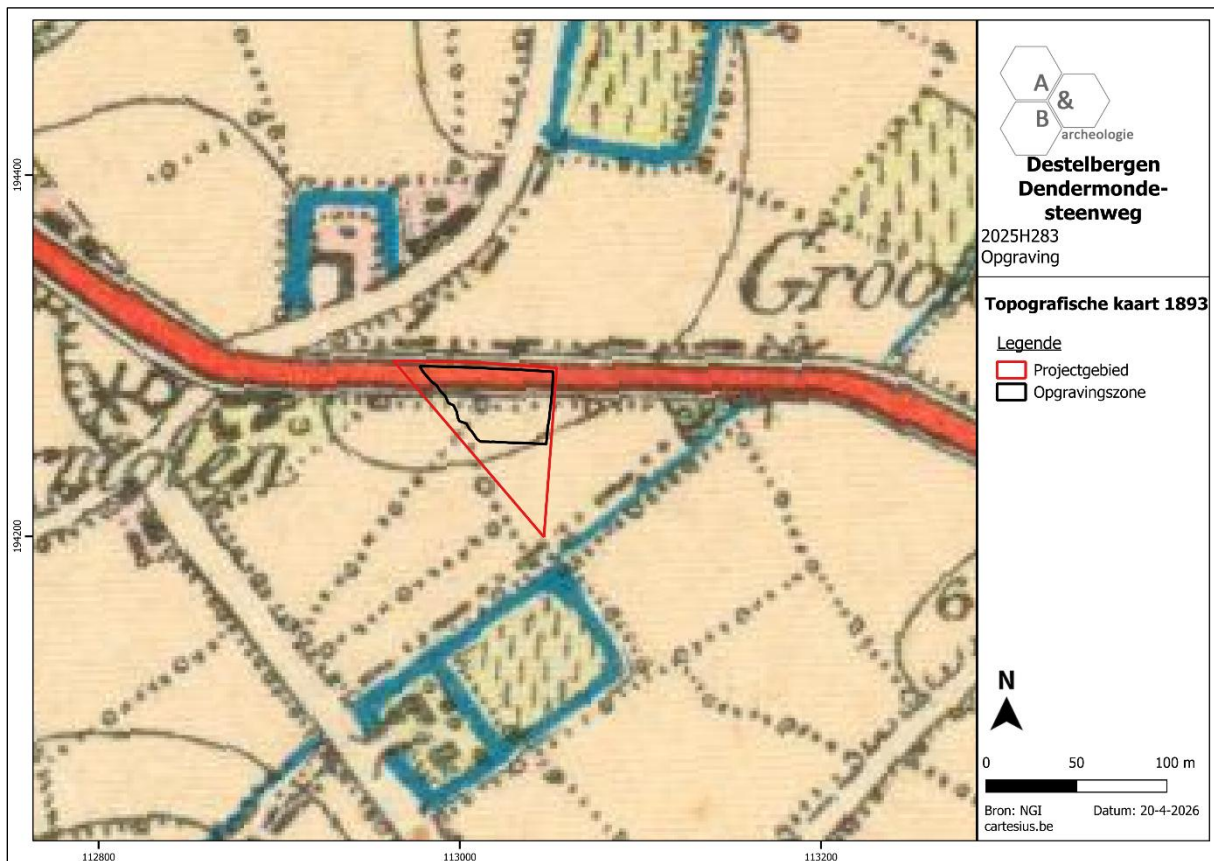 A
&
B
archeologie
Destelbergen
Dendermonde-
steenweg
2025H283
Opgraving
Topografische kaart 1893
Legende
Projectgebied
Opgravingszone
N
0 50 100 m
Bron: NGI Datum: 20-4-2026
cartesius.be
194400
194200
112800 113000 113200
Groo
6